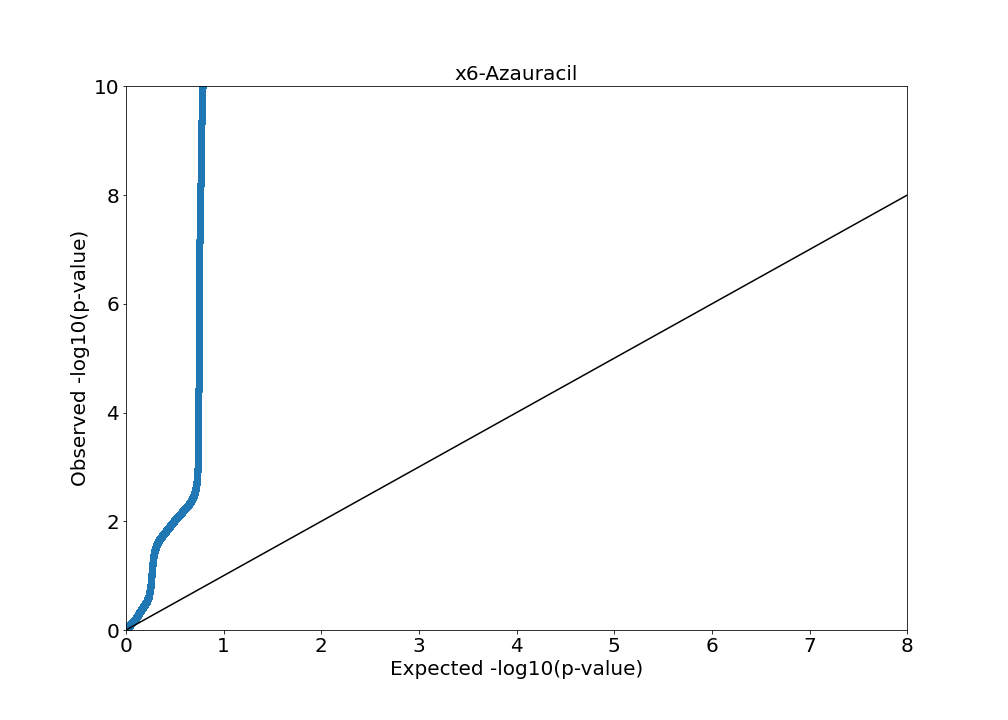 x6-Azauracil
10
8
6
4
2
0
Observed -log10(p-value)
0 1 2 3 4 5 6 7 8
Expected -log10(p-value)